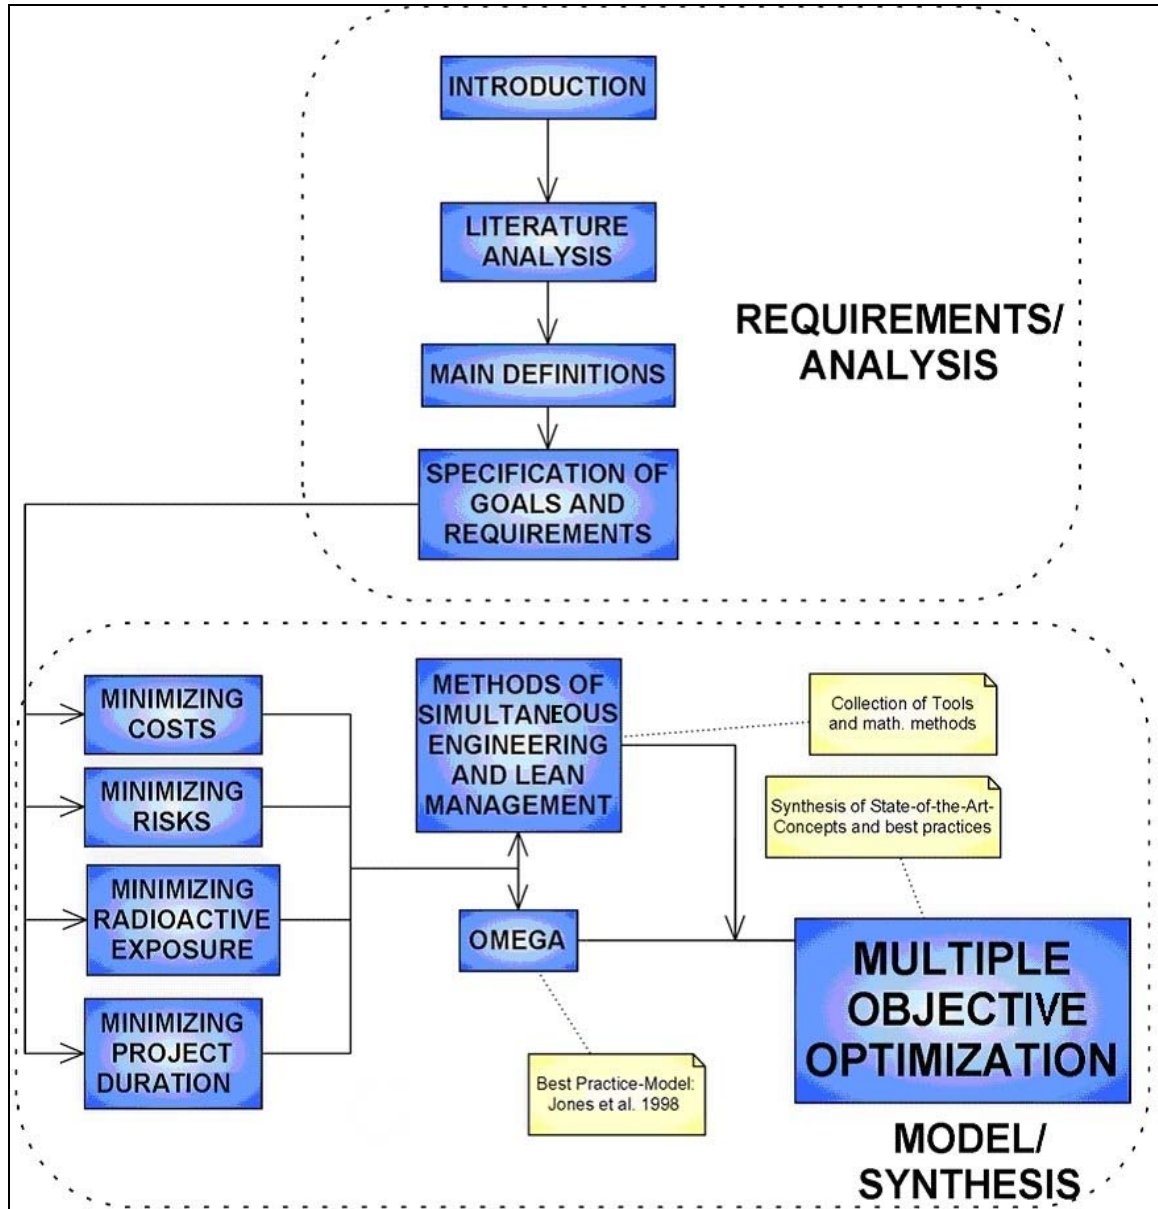 INTRODUCTION
LITERATURE
ANALYSIS
REQUIREMENTS/
ANALYSIS
MAIN DEFINITIONS
SPECIFICATION OF
GOALS AND
REQUIREMENTS
MINIMIZING
COSTS
MINIMIZING
RISKS
MINIMIZING
RADIOACTIVE
EXPOSURE
MINIMIZING
PROJECT
DURATION
METHODS OF
SIMULTANEOUS
ENGINEERING
AND LEAN
MANAGEMENT
Collection of Tools
and math. methods
Synthesis of State-of-the-Art-
Concepts and best practices
OMEGA
Best Practice-Model:
Jones et al. 1998
MULTIPLE
OBJECTIVE
OPTIMIZATION
MODEL/
SYNTHESIS